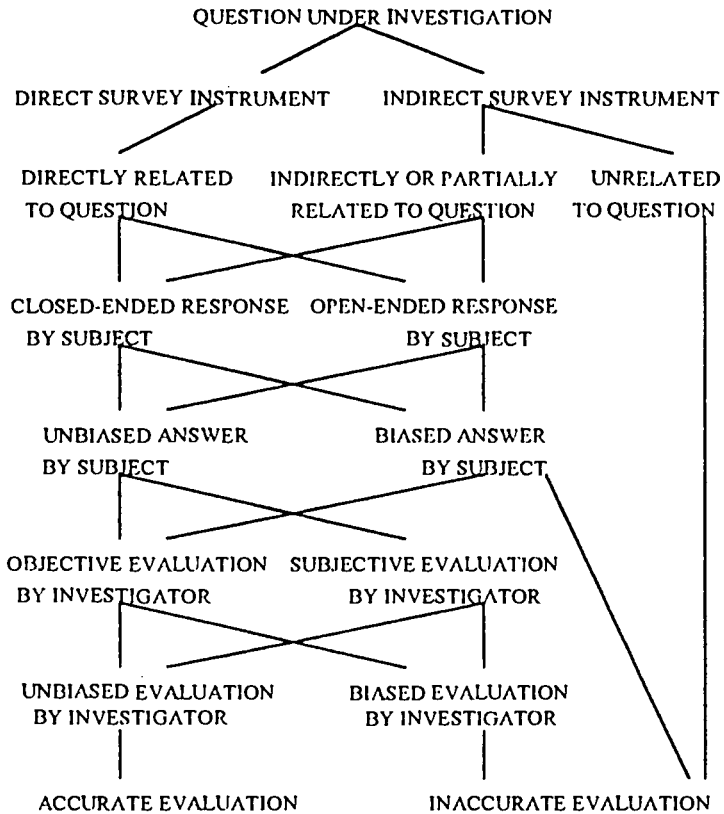 QUESTION UNDER INVESTIGATION
DIRECT SURVEY INSTRUMENT
INDIRECT SURVEY INSTRUMENT
DIRECTLY RELATED
TO QUESTION
INDIRECTLY OR PARTIALLY
RELATED TO QUESTION
UNRELATED
TO QUESTION
CLOSED-ENDED RESPONSE
BY SUBJECT
OPEN-ENDED RESPONSE
BY SUBJECT
UNBIASED ANSWER
BY SUBJECT
BIASED ANSWER
BY SUBJECT
OBJECTIVE EVALUATION
BY INVESTIGATOR
SUBJECTIVE EVALUATION
BY INVESTIGATOR
UNBIASED EVALUATION
BY INVESTIGATOR
BIASED EVALUATION
BY INVESTIGATOR
ACCURATE EVALUATION
INACCURATE EVALUATION